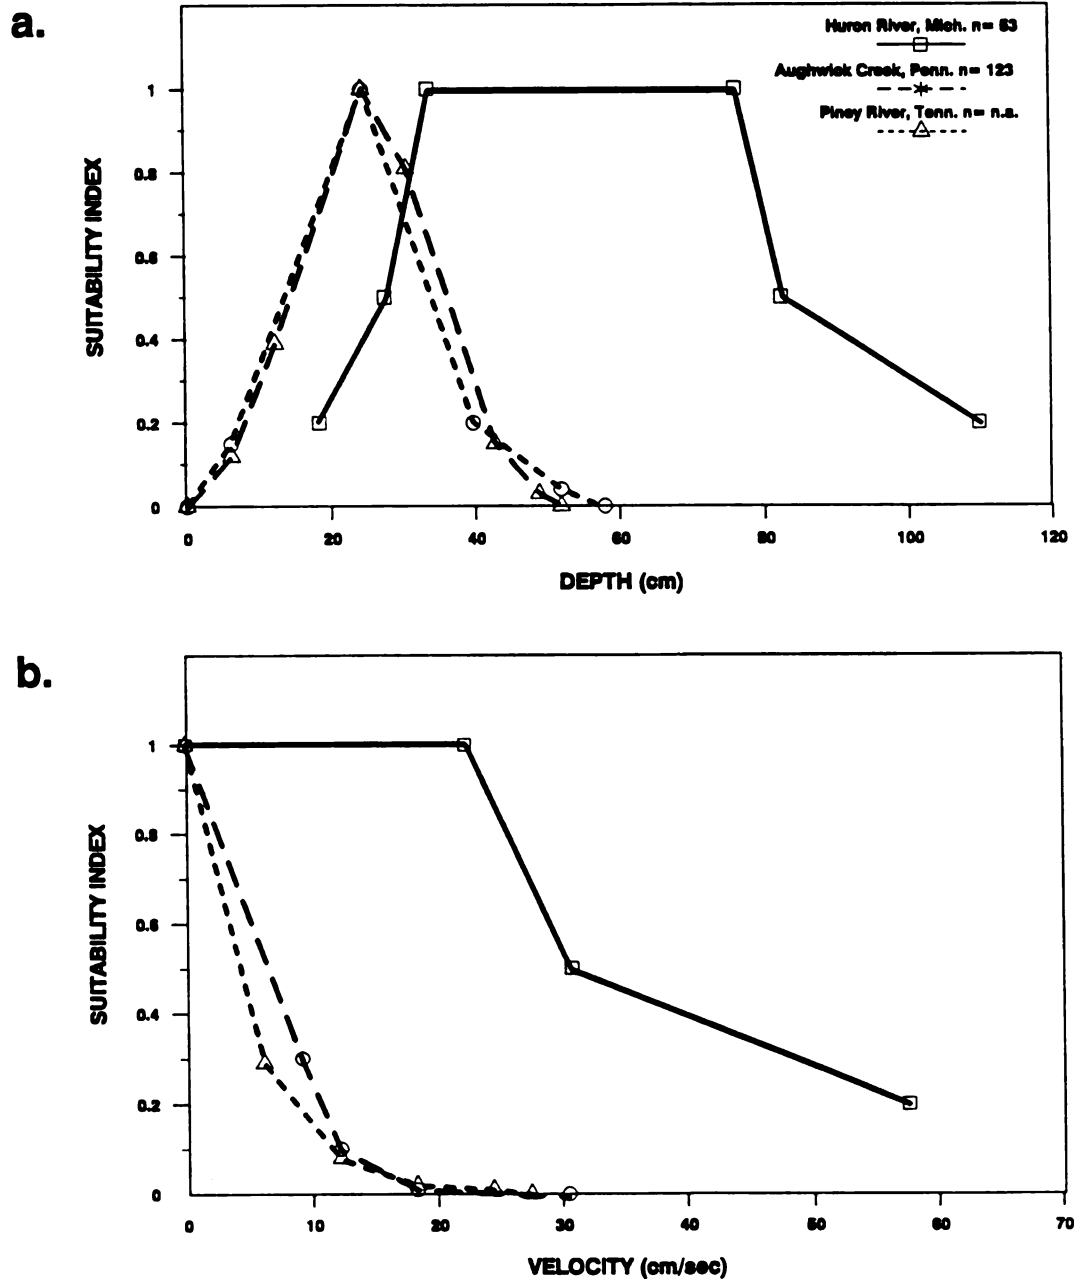 a.
Huron River, Mich. n= 53
Aughwick Creek, Penn. n= 123
Piney River, Tenn. n= n.a.
SUITABILITY INDEX
1
0.8
0.6
0.4
0.2
0
0 20 40 60 80 100 120
DEPTH (cm)
b.
SUITABILITY INDEX
1
0.8
0.6
0.4
0.2
0
0 10 20 30 40 50 60 70
VELOCITY (cm/sec)